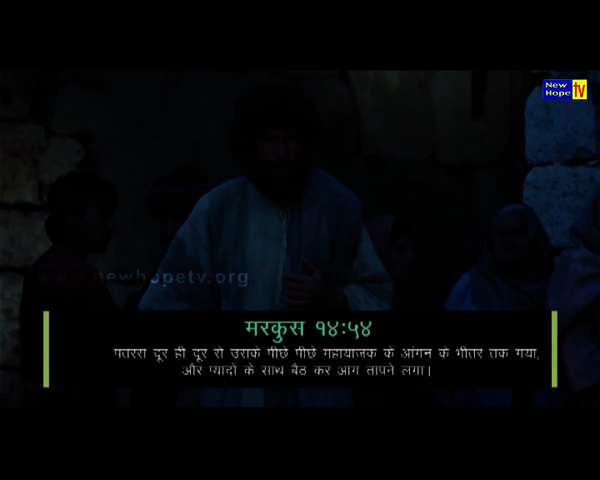 New
Hope tv
www.newhopetv.org
मरकुस १४:५४
पतरस दूर ही दूर से उसके पीछे पीछे महायाजक के आंगन के भीतर तक गया,
और प्यादों के साथ बैठ कर आग तापने लगा।